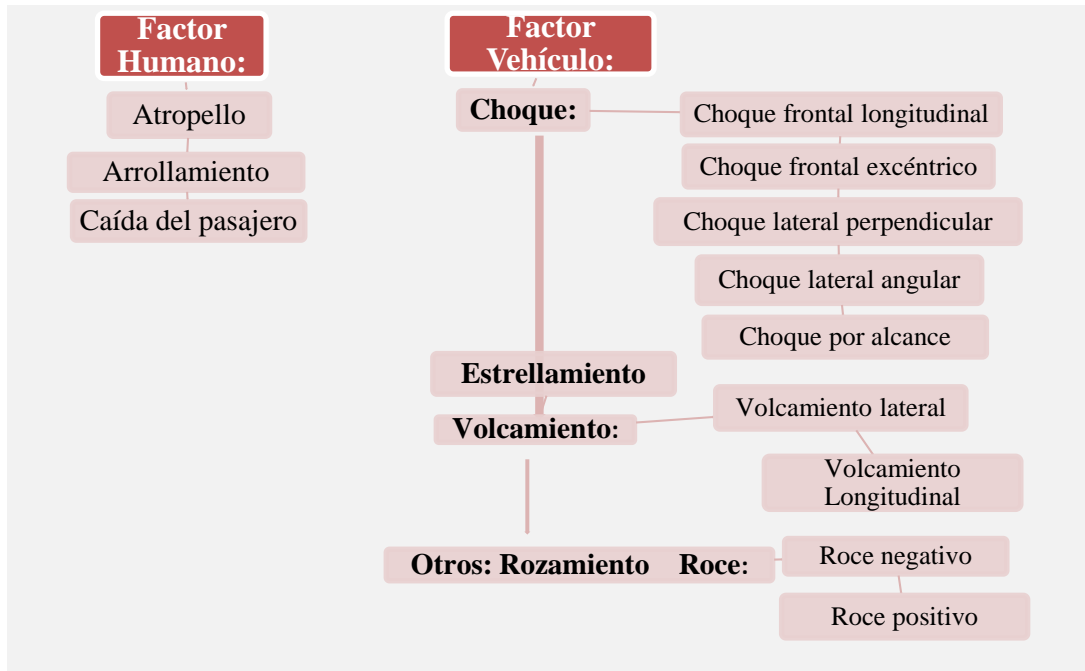 Factor
Humano:
Atropello
Arrollamiento
Caída del pasajero
Factor
Vehículo:
Choque:
Choque frontal longitudinal
Choque frontal excéntrico
Choque lateral perpendicular
Choque lateral angular
Choque por alcance
Estrellamiento
Volcamiento:
Volcamiento lateral
Volcamiento
Longitudinal
Otros: Rozamiento Roce:
Roce negativo
Roce positivo